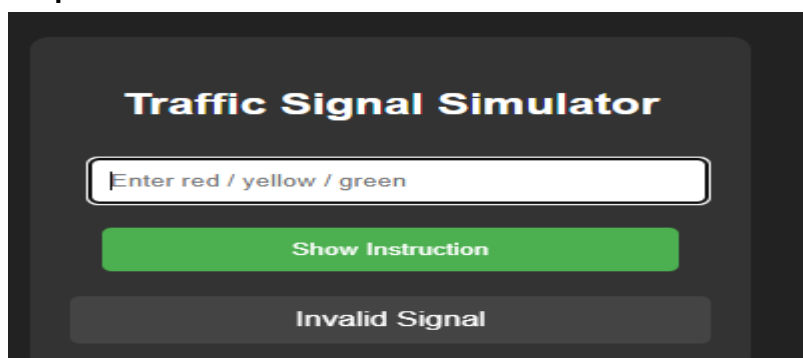 Traffic Signal Simulator
Enter red / yellow / green
Show Instruction
Invalid Signal